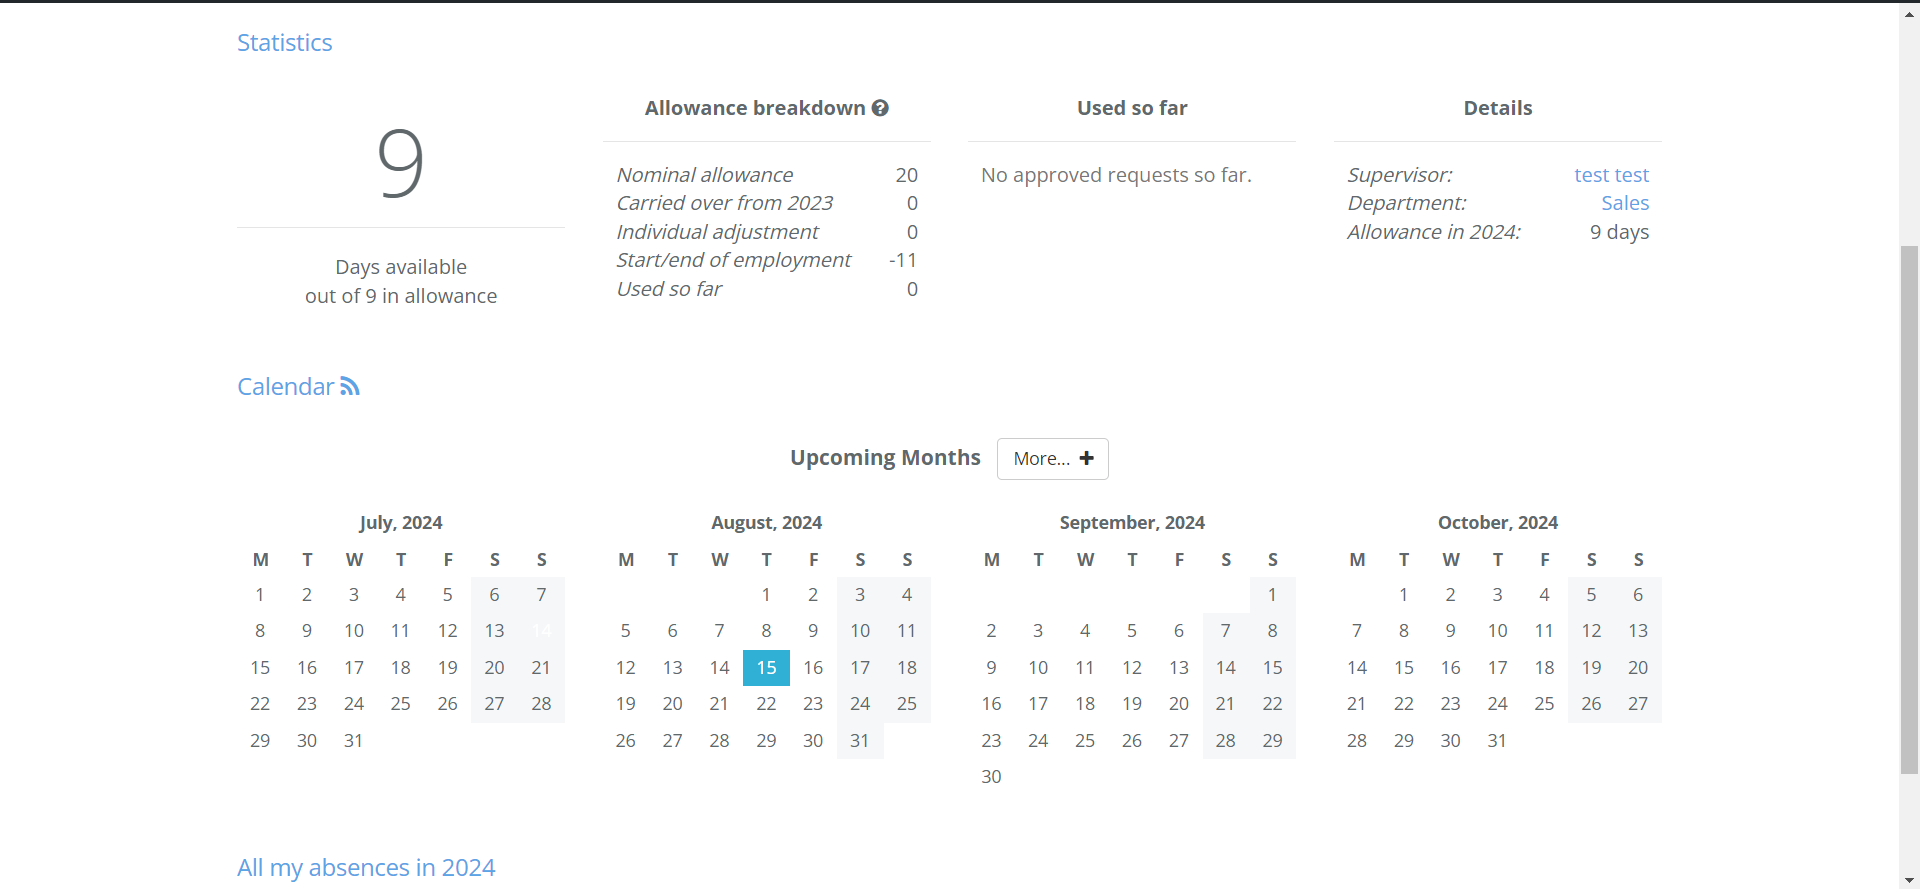 Statistics
9
Days available
out of 9 in allowance
Allowance breakdown
Nominal allowance 20
Carried over from 2023 0
Individual adjustment 0
Start/end of employment -11
Used so far 0
Used so far
No approved requests so far.
Details
Supervisor: test test
Department: Sales
Allowance in 2024: 9 days
Calendar
Upcoming Months More...
July, 2024
M T W T F S S
1 2 3 4 5 6 7
8 9 10 11 12 13 14
15 16 17 18 19 20 21
22 23 24 25 26 27 28
29 30 31
August, 2024
M T W T F S S
1 2 3 4
5 6 7 8 9 10 11
12 13 14 15 16 17 18
19 20 21 22 23 24 25
26 27 28 29 30 31
September, 2024
M T W T F S S
1
2 3 4 5 6 7 8
9 10 11 12 13 14 15
16 17 18 19 20 21 22
23 24 25 26 27 28 29
30
October, 2024
M T W T F S S
1 2 3 4 5 6
7 8 9 10 11 12 13
14 15 16 17 18 19 20
21 22 23 24 25 26 27
28 29 30 31
All my absences in 2024